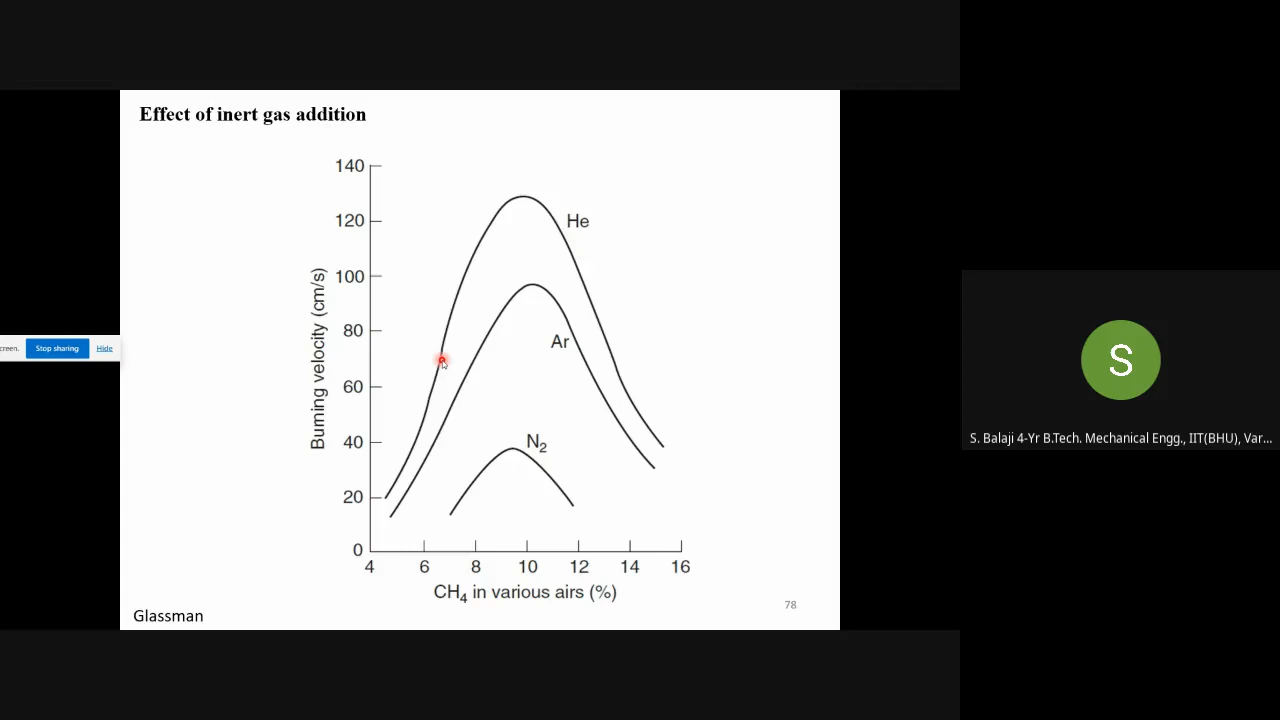 Effect of inert gas addition
140
120
100
80
60
40
20
0
Burning velocity (cm/s)
He
Ar
N₂
4 6 8 10 12 14 16
CH₄ in various airs (%)
Glassman
78
creen. Stop sharing Hide
S
S. Balaji 4-Yr B.Tech. Mechanical Engg., IIT(BHU), Var...